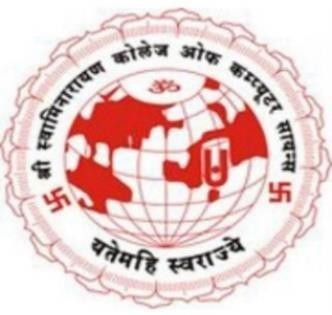 श्री स्वामिनारायण कोलेज ओफ कम्प्यूटर सायन्स
ॐ
यतेमहि स्वराज्ये